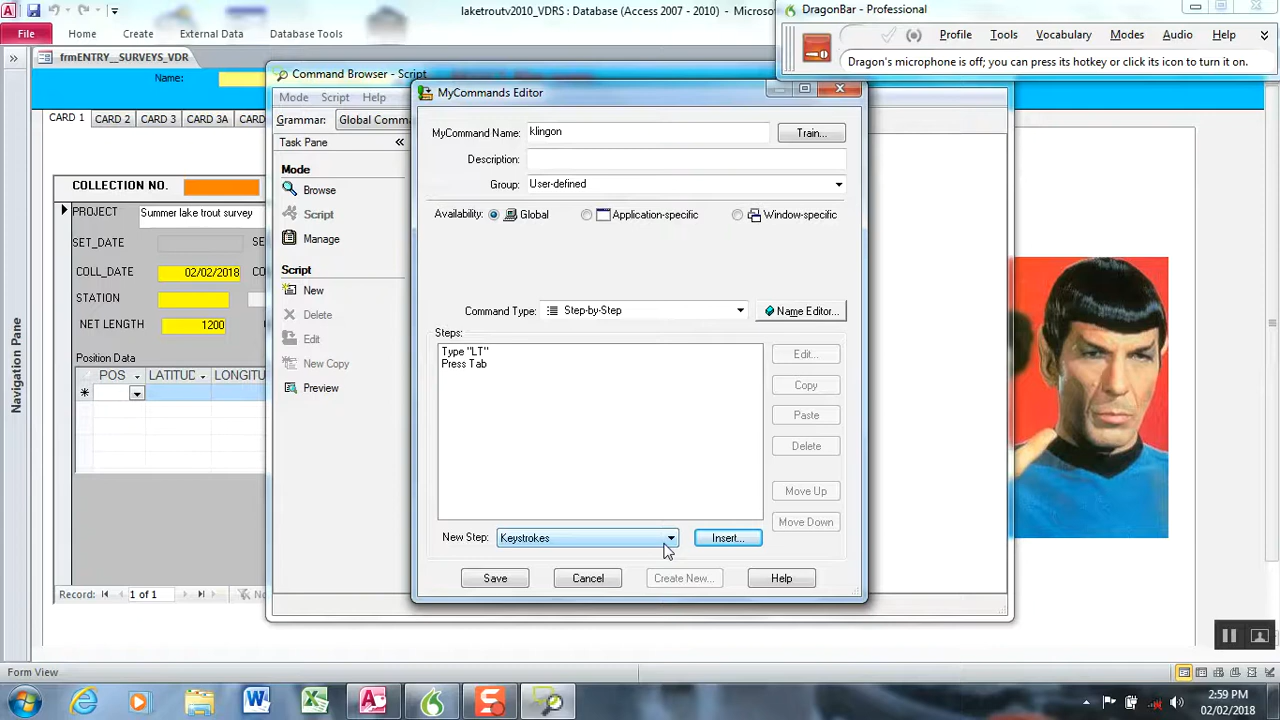 laketroutv2010_VDRS : Database (Access 2007 - 2010) - Microso
DragonBar - Professional
File Home Create External Data Database Tools
Profile Tools Vocabulary Modes Audio Help
Dragon's microphone is off; you can press its hotkey or click its icon to turn it on.
frmENTRY__SURVEYS_VDR
Name:
Command Browser - Script
Mode Script Help
Grammar: Global Comma
CARD 1 CARD 2 CARD 3 CARD 3A CARD
COLLECTION NO.
PROJECT Summer lake trout survey
SET_DATE SE
COLL_DATE 02/02/2018 CO
STATION
NET LENGTH 1200
Position Data
POS LATITUD LONGITU
Record: 1 of 1 No
Navigation Pane
Task Pane
Mode
Browse
Script
Manage
Script
New
Delete
Edit
New Copy
Preview
MyCommands Editor
MyCommand Name: klingon Train...
Description:
Group: User-defined
Availability: Global Application-specific Window-specific
Command Type: Step-by-Step Name Editor...
Steps:
Type "LT"
Press Tab
Edit...
Copy
Paste
Delete
Move Up
Move Down
New Step: Keystrokes Insert...
Save Cancel Create New... Help
Form View
2:59 PM
02/02/2018